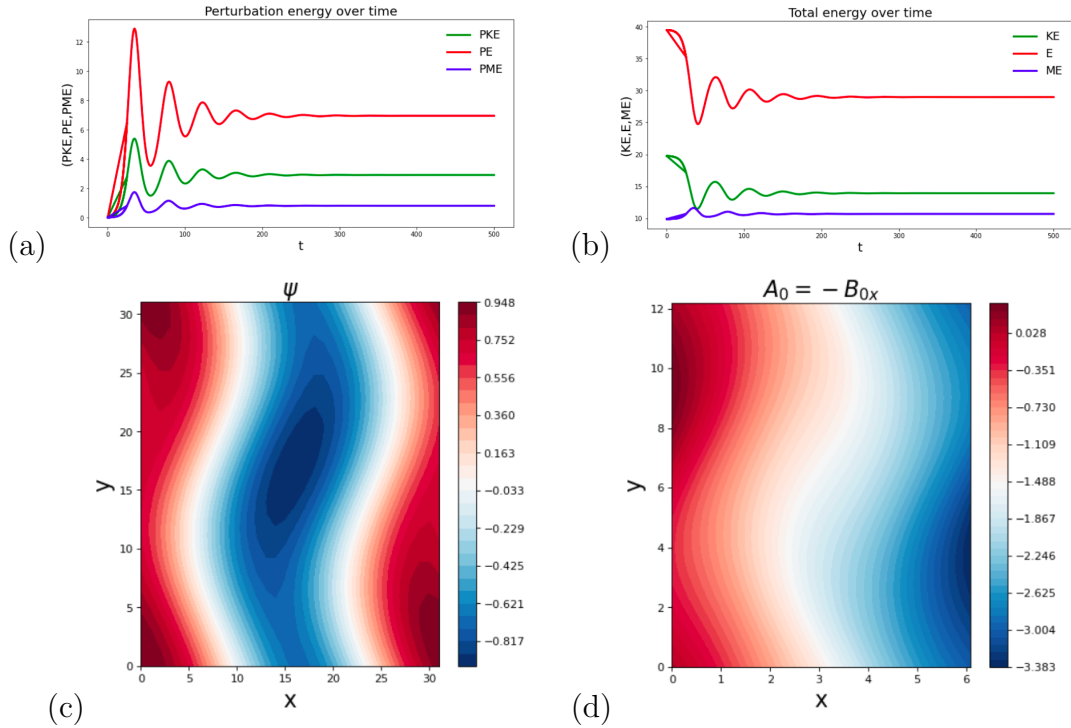 Perturbation energy over time
(PKE,PE,PME)
12
10
8
6
4
2
0
0 100 200 300 400 500
t
PKE
PE
PME
(a)
Total energy over time
(KE,E,ME)
40
35
30
25
20
15
10
0 100 200 300 400 500
t
KE
E
ME
(b)
ψ
y
30
25
20
15
10
5
0
0 5 10 15 20 25 30
x
0.948
0.752
0.556
0.360
0.163
−0.033
−0.229
−0.425
−0.621
−0.817
(c)
A₀ = − B₀ₓ
y
12
10
8
6
4
2
0
0 1 2 3 4 5 6
x
0.028
−0.351
−0.730
−1.109
−1.488
−1.867
−2.246
−2.625
−3.004
−3.383
(d)